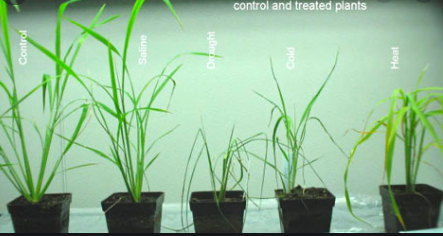 control and treated plants
Control
Saline
Drought
Cold
Heat